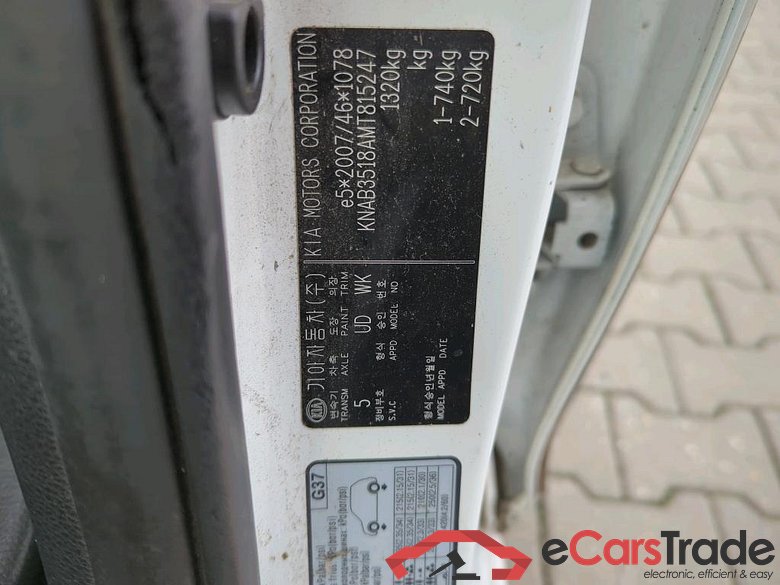 KIA 기아자동차(주) KIA MOTORS CORPORATION
변속기 차축 도장 외장
TRANSM AXLE PAINT TRIM
e5*2007/46*1078
5 UD WK
KNAB3518AMT815247
장비부호 형식 승인 번호
S.V.C APPD MODEL NO
1320kg
kg
형식승인년월일
MODEL APPD DATE
1-740kg
2-720kg
G37
eCarsTrade
electronic, efficient & easy